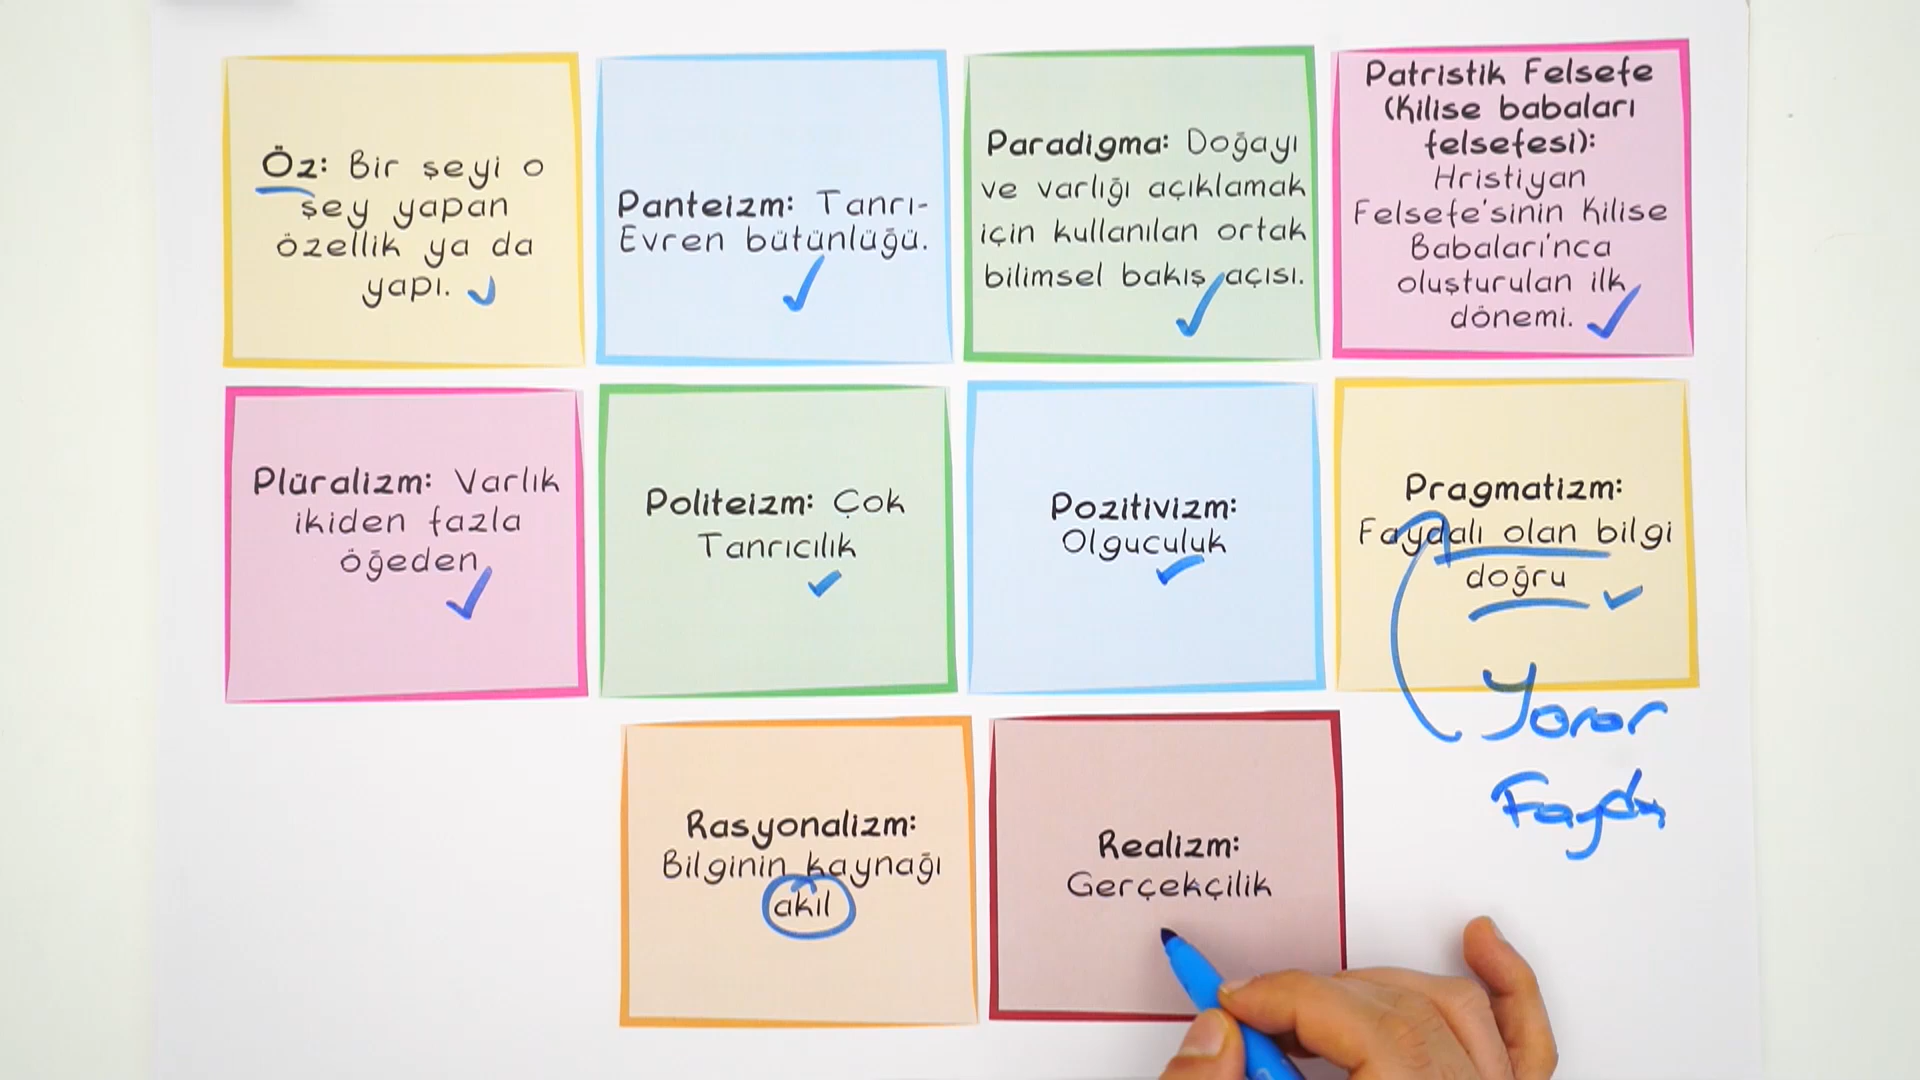 Öz: Bir şeyi o
şey yapan
özellik ya da
yapı.
Panteizm: Tanrı-
Evren bütünlüğü.
Paradigma: Doğayı
ve varlığı açıklamak
için kullanılan ortak
bilimsel bakış açısı.
Patristik Felsefe
(Kilise babaları
felsefesi):
Hristiyan
Felsefe'sinin Kilise
Babaları'nca
oluşturulan ilk
dönemi.
Plüralizm: Varlık
ikiden fazla
öğeden
Politeizm: Çok
Tanrıcılık
Pozitivizm:
Olguculuk
Pragmatizm:
Faydalı olan bilgi
doğru
Yarar
Fayda
Rasyonalizm:
Bilginin kaynağı
akıl
Realizm:
Gerçekçilik